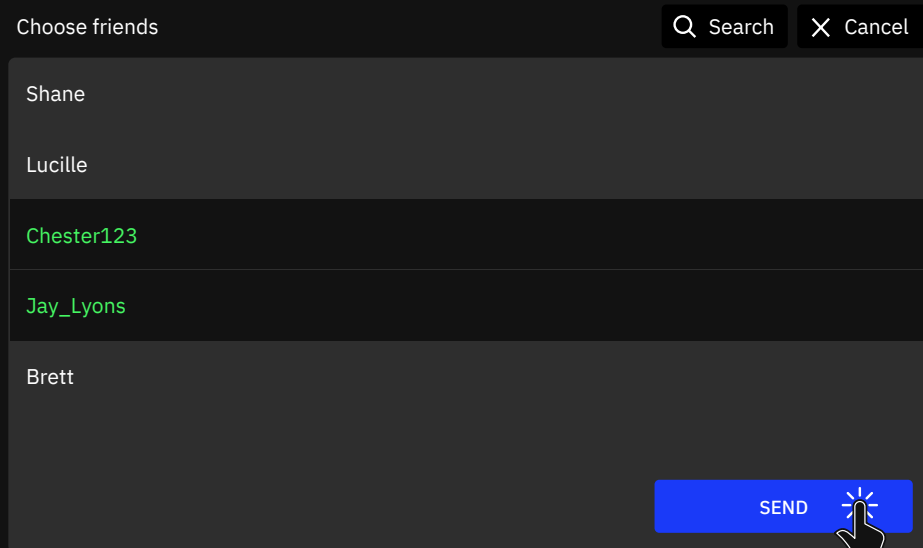 Choose friends Search Cancel
Shane
Lucille
Chester123
Jay_Lyons
Brett
SEND